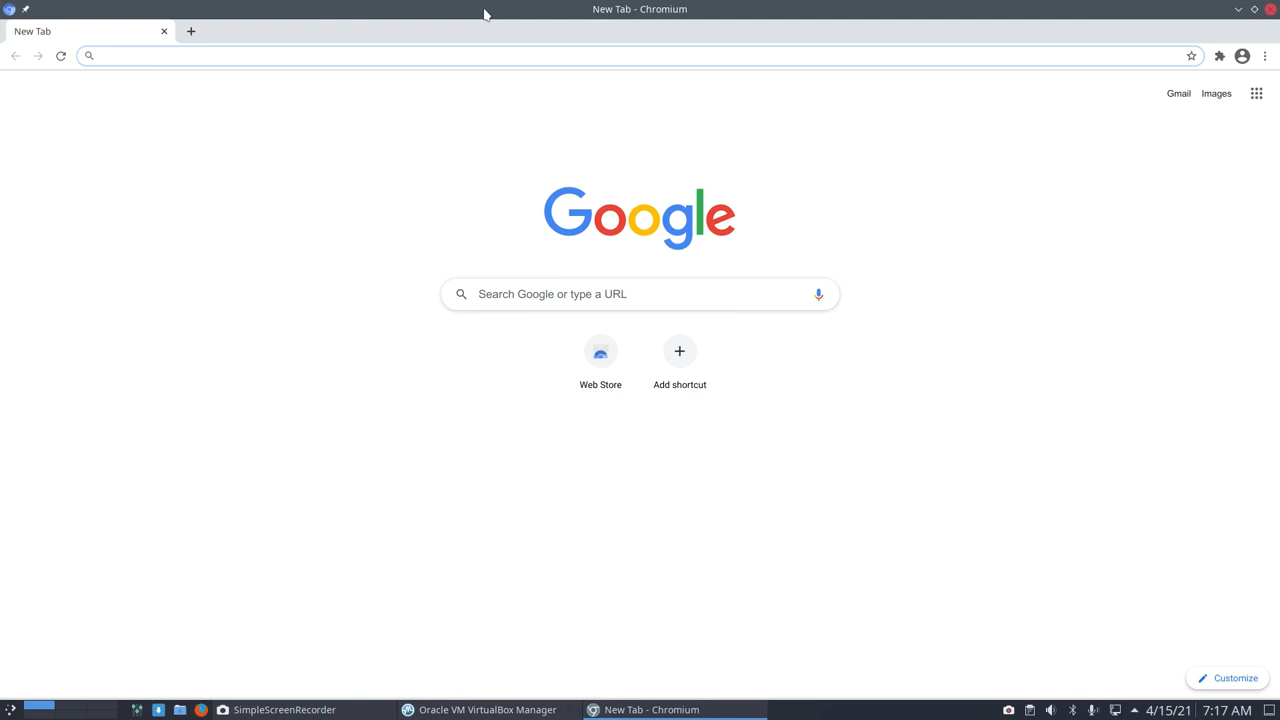 New Tab - Chromium
New Tab
Gmail Images
Google
Search Google or type a URL
Web Store Add shortcut
Customize
SimpleScreenRecorder Oracle VM VirtualBox Manager New Tab - Chromium 4/15/21 7:17 AM